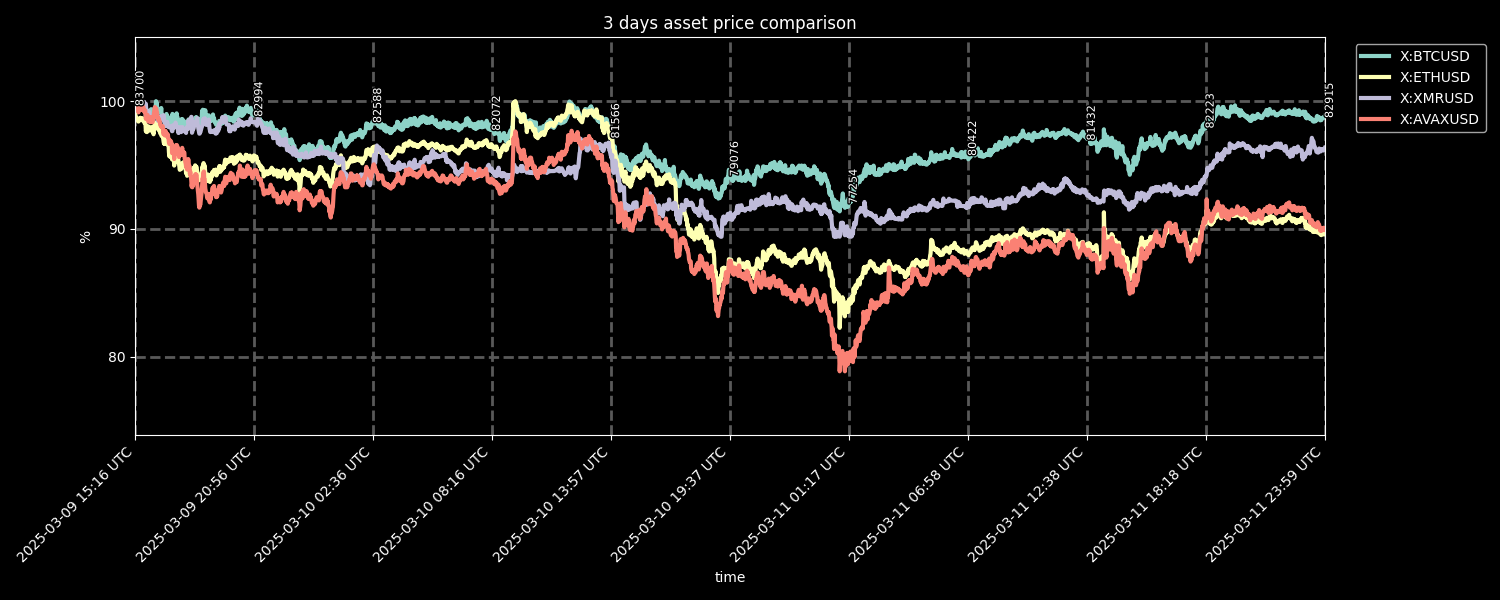 3 days asset price comparison
X:BTCUSD
X:ETHUSD
X:XMRUSD
X:AVAXUSD
100
90
80
%
83700
82994
82588
82072
81566
79076
77254
80422
81432
82223
82915
2025-03-09 15:16 UTC
2025-03-09 20:56 UTC
2025-03-10 02:36 UTC
2025-03-10 08:16 UTC
2025-03-10 13:57 UTC
2025-03-10 19:37 UTC
2025-03-11 01:17 UTC
2025-03-11 06:58 UTC
2025-03-11 12:38 UTC
2025-03-11 18:18 UTC
2025-03-11 23:59 UTC
time